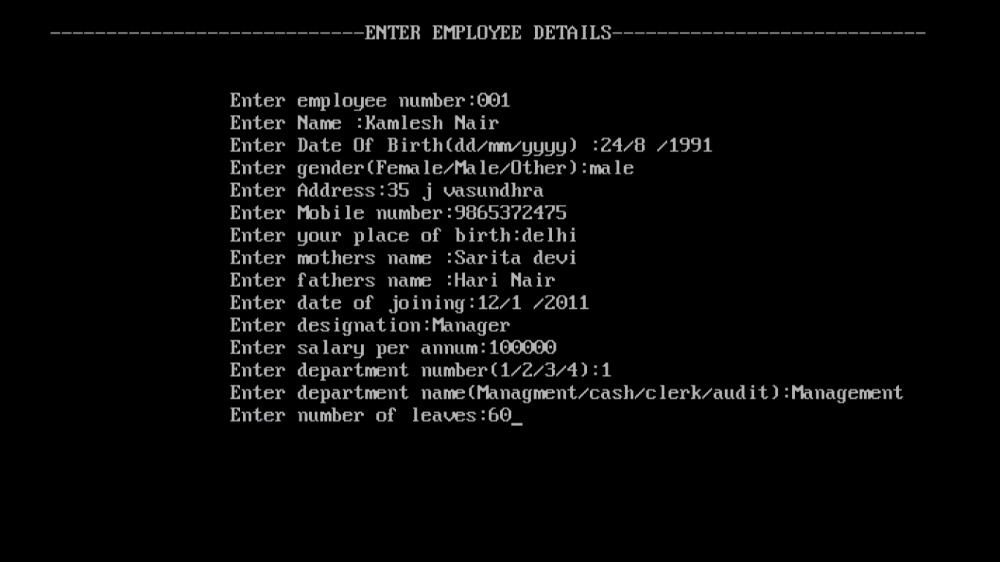 ----------------------------ENTER EMPLOYEE DETAILS----------------------------
Enter employee number:001
Enter Name :Kamlesh Nair
Enter Date Of Birth(dd/mm/yyyy) :24/8 /1991
Enter gender(Female/Male/Other):male
Enter Address:35 j vasundhra
Enter Mobile number:9865372475
Enter your place of birth:delhi
Enter mothers name :Sarita devi
Enter fathers name :Hari Nair
Enter date of joining:12/1 /2011
Enter designation:Manager
Enter salary per annum:100000
Enter department number(1/2/3/4):1
Enter department name(Managment/cash/clerk/audit):Management
Enter number of leaves:60_